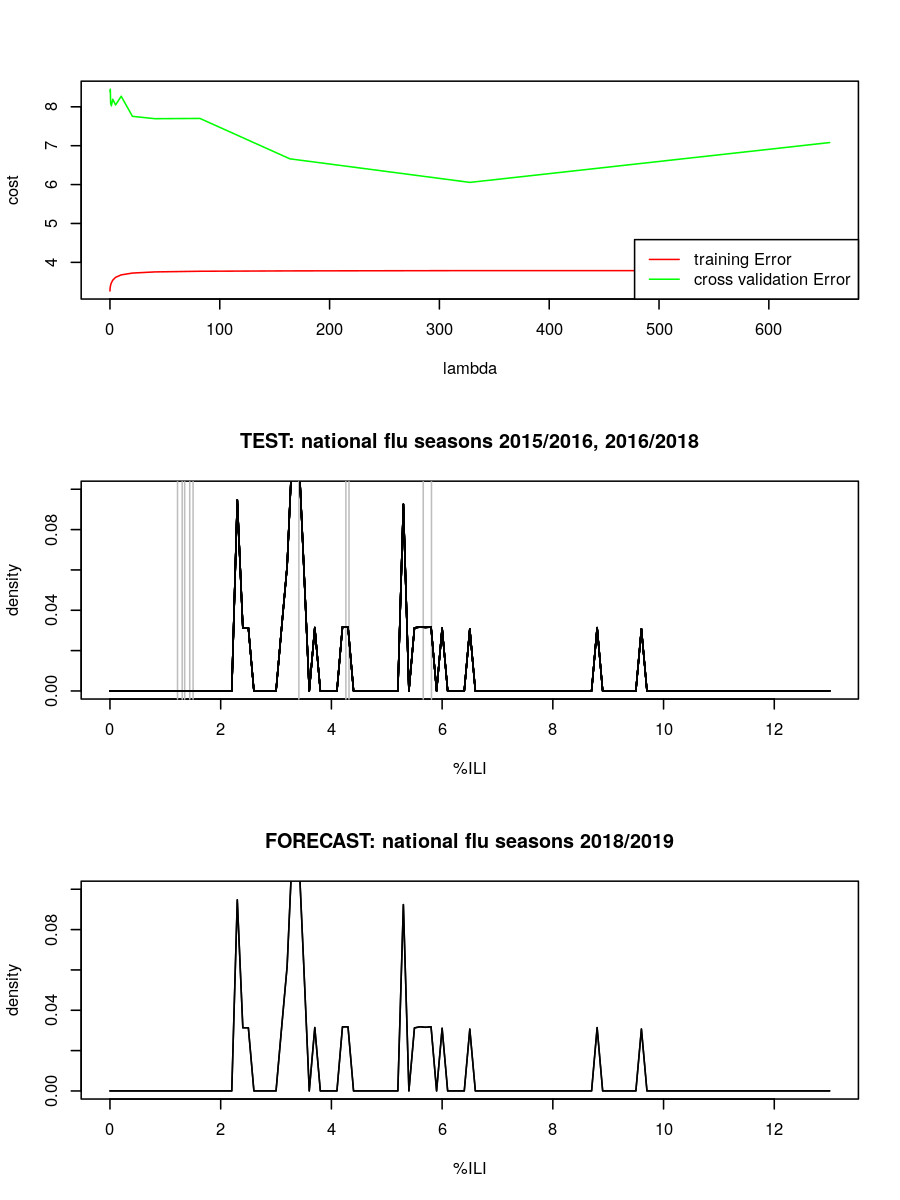 8
7
6
5
4
cost
training Error
cross validation Error
0 100 200 300 400 500 600
lambda
TEST: national flu seasons 2015/2016, 2016/2018
0.08
0.04
0.00
density
0 2 4 6 8 10 12
%ILI
FORECAST: national flu seasons 2018/2019
0.08
0.04
0.00
density
0 2 4 6 8 10 12
%ILI